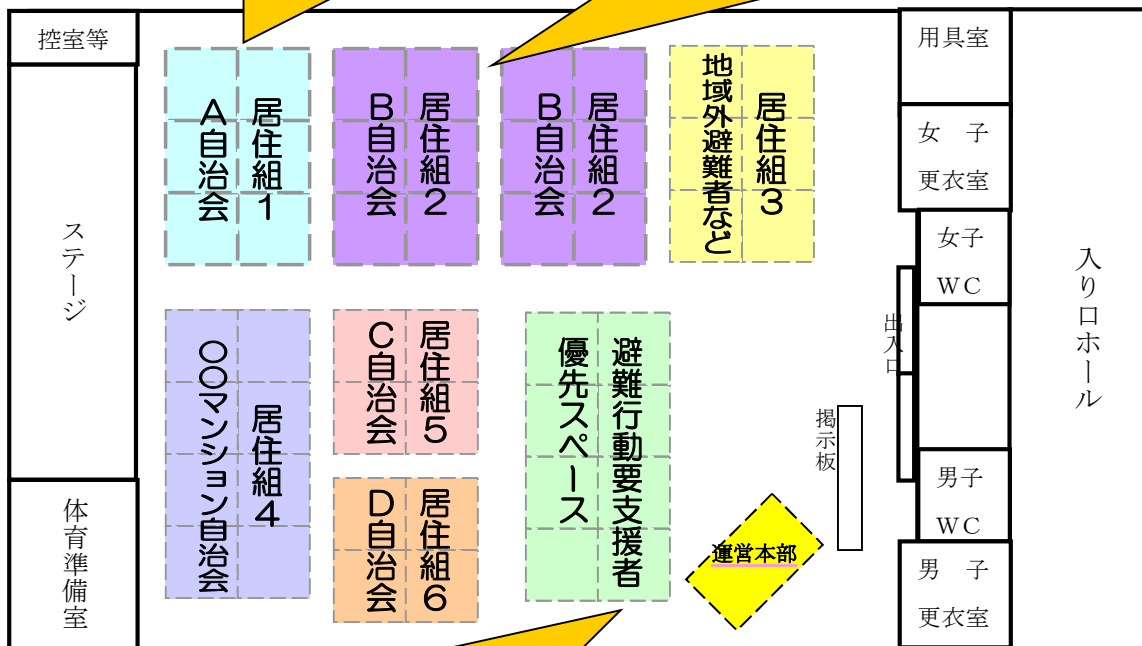 控室等
ステージ
体育準備室
居住組1
A自治会
居住組2
B自治会
居住組2
B自治会
居住組3
地域外避難者など
居住組4
〇〇マンション自治会
居住組5
C自治会
居住組6
D自治会
避難行動要支援者
優先スペース
運営本部
掲示板
出入口
用具室
女 子
更衣室
女子
WC
男子
WC
男 子
更衣室
入り口ホール